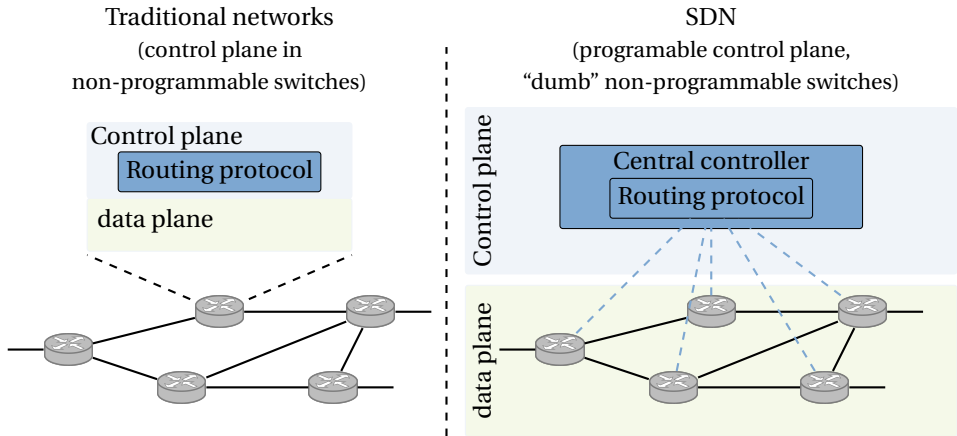 Traditional networks
(control plane in
non-programmable switches)
Control plane
Routing protocol
data plane
SDN
(programable control plane,
“dumb” non-programmable switches)
Control plane
Central controller
Routing protocol
data plane